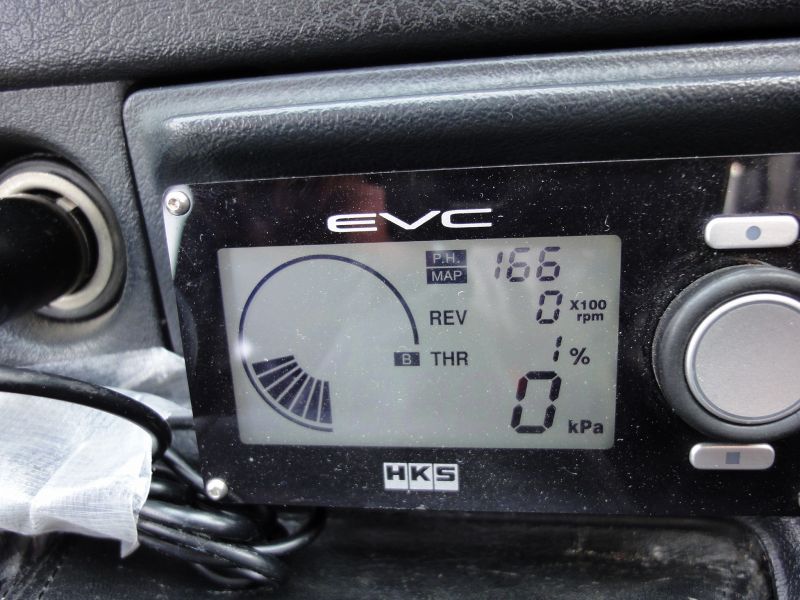 EVC
P.H.
MAP 166
REV 0 X100 rpm
B THR 1 %
0 kPa
HKS